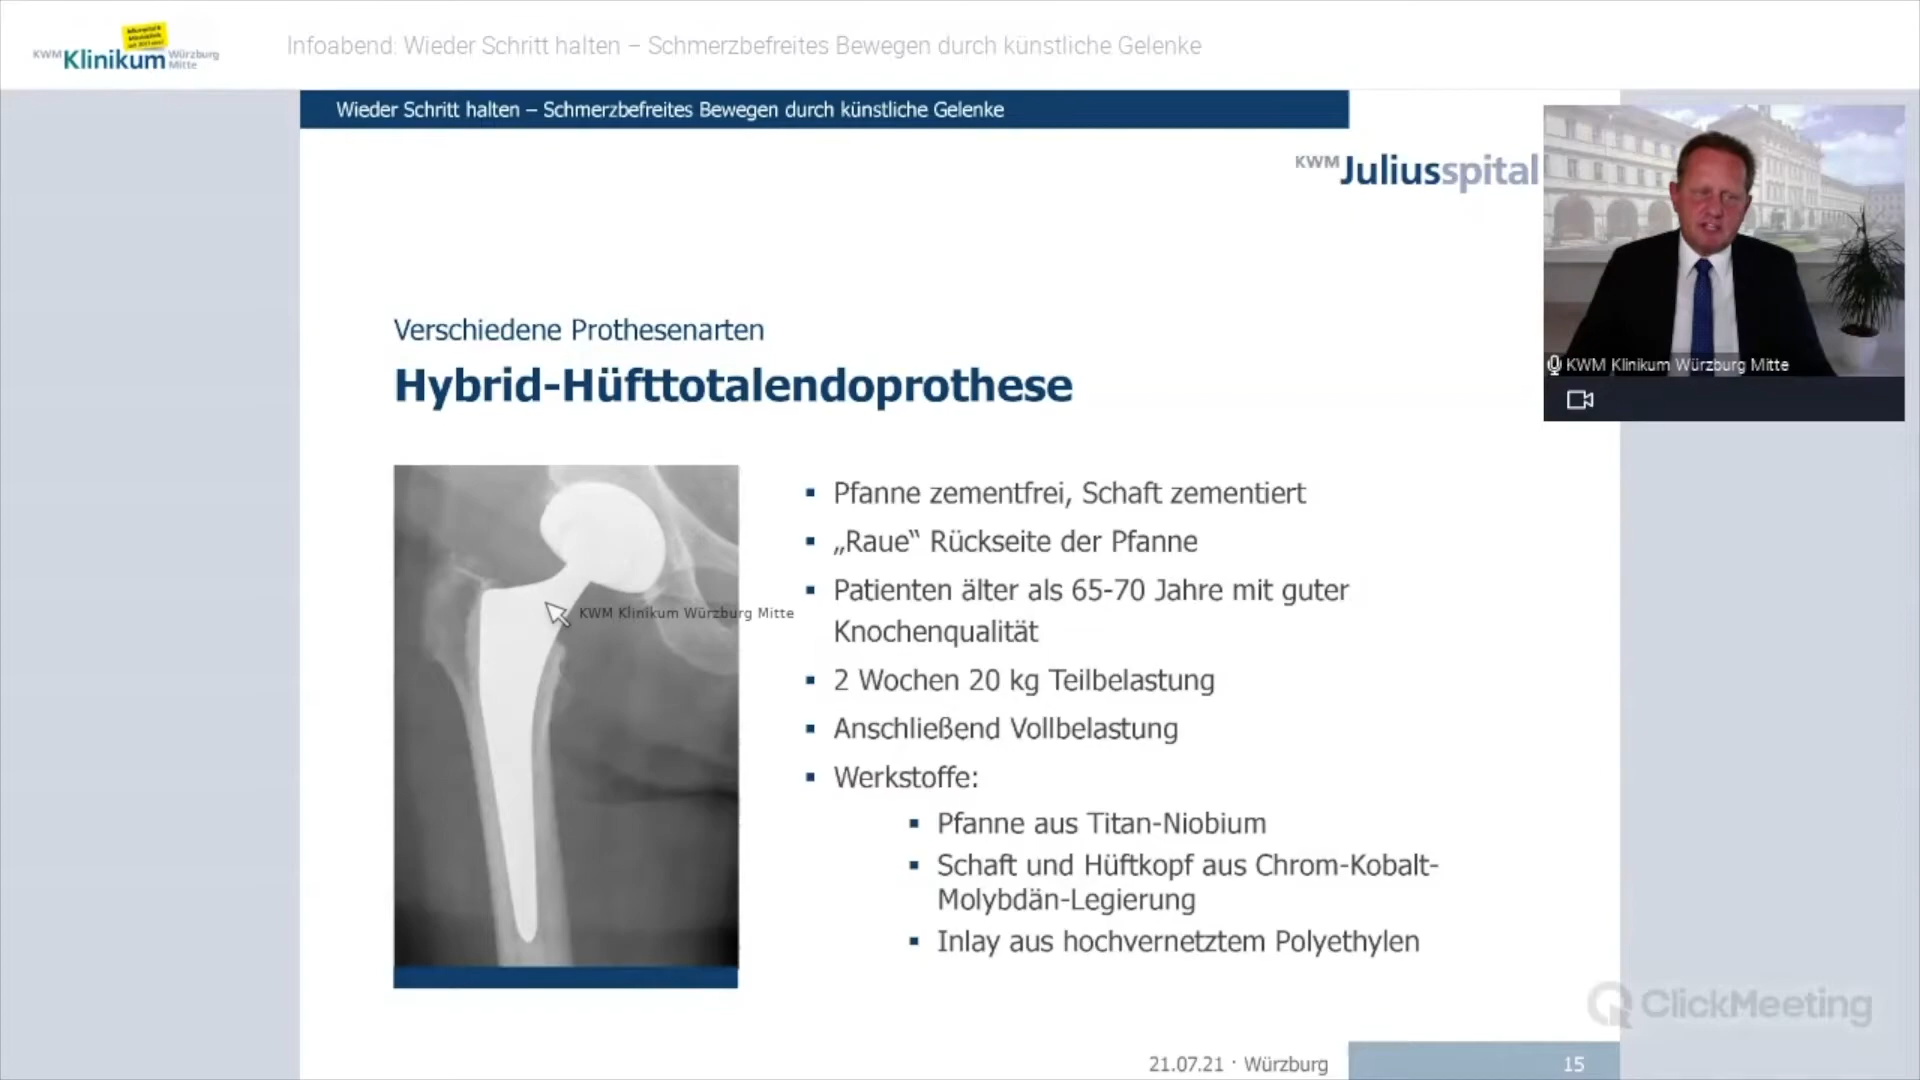 KWM Klinikum Würzburg Mitte
Infoabend: Wieder Schritt halten – Schmerzbefreites Bewegen durch künstliche Gelenke
Wieder Schritt halten – Schmerzbefreites Bewegen durch künstliche Gelenke
KWM Juliusspital
KWM Klinikum Würzburg Mitte
Verschiedene Prothesenarten
Hybrid-Hüfttotalendoprothese
KWM Klinikum Würzburg Mitte
▪ Pfanne zementfrei, Schaft zementiert
▪ „Raue“ Rückseite der Pfanne
▪ Patienten älter als 65-70 Jahre mit guter
Knochenqualität
▪ 2 Wochen 20 kg Teilbelastung
▪ Anschließend Vollbelastung
▪ Werkstoffe:
▪ Pfanne aus Titan-Niobium
▪ Schaft und Hüftkopf aus Chrom-Kobalt-
Molybdän-Legierung
▪ Inlay aus hochvernetztem Polyethylen
ClickMeeting
21.07.21 · Würzburg
15